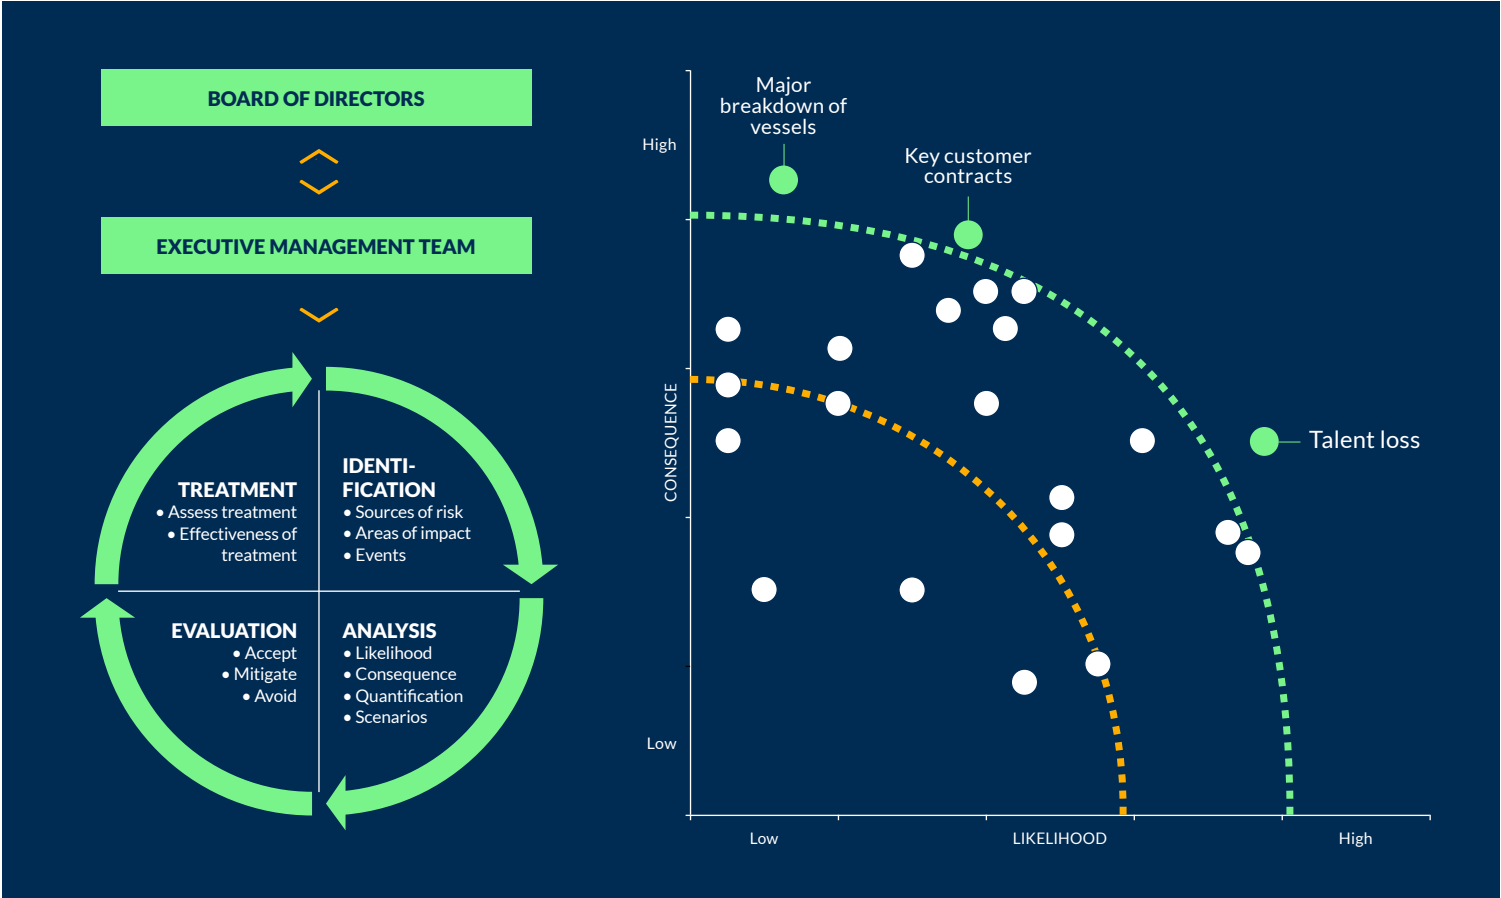 BOARD OF DIRECTORS
EXECUTIVE MANAGEMENT TEAM
TREATMENT
• Assess treatment
• Effectiveness of
treatment
IDENTI-
FICATION
• Sources of risk
• Areas of impact
• Events
EVALUATION
• Accept
• Mitigate
• Avoid
ANALYSIS
• Likelihood
• Consequence
• Quantification
• Scenarios
Major
breakdown of
vessels
High
Key customer
contracts
CONSEQUENCE
Talent loss
Low
Low
LIKELIHOOD
High